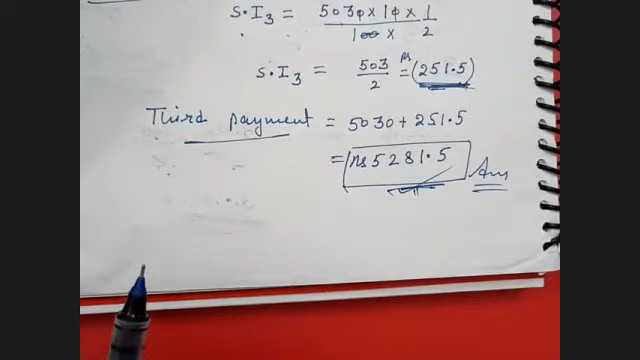 S.I₃ = 5030 x 10 x 1 / 100 x 2
S.I₃ = 503/2 = Rs (251.5)
Third payment = 5030 + 251.5
= Rs 5281.5 Ans